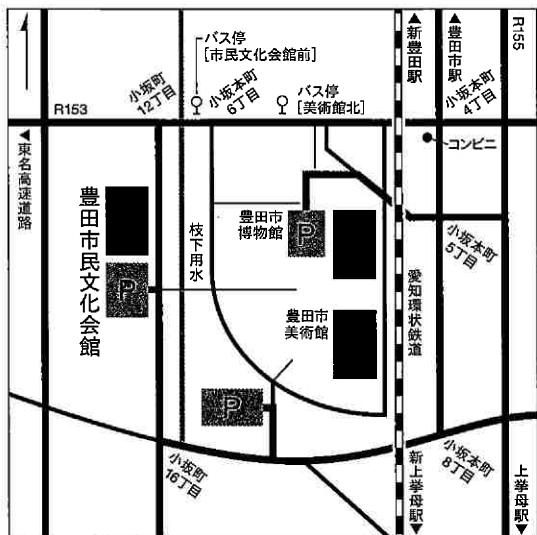 バス停
[市民文化会館前]
▲新豊田駅
▲豊田市駅
R155
小坂町
12丁目
小坂本町
6丁目
バス停
[美術館北]
小坂本町
4丁目
R153
コンビニ
▲東名高速道路
豊田市民文化会館
P
枝下用水
豊田市
博物館
P
小坂本町
5丁目
愛知環状鉄道
豊田市
美術館
P
小坂町
16丁目
新上挙母駅▼
小坂本町
8丁目
上挙母駅▼